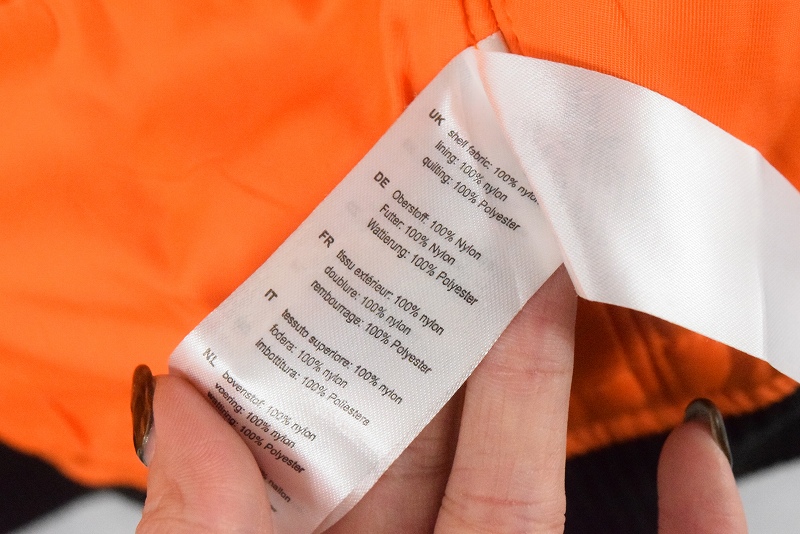 UK shell fabric: 100% nylon
lining: 100% nylon
quilting: 100% Polyester
DE Oberstoff: 100% Nylon
Futter: 100% Nylon
Wattierung: 100% Polyester
FR tissu extérieur: 100% nylon
doublure: 100% nylon
rembourrage: 100% Polyester
IT tessuto superiore: 100% nylon
fodera: 100% nylon
imbottitura: 100% Poliestere
NL bovenstof: 100% nylon
voering: 100% nylon
100% Polyester
nailon